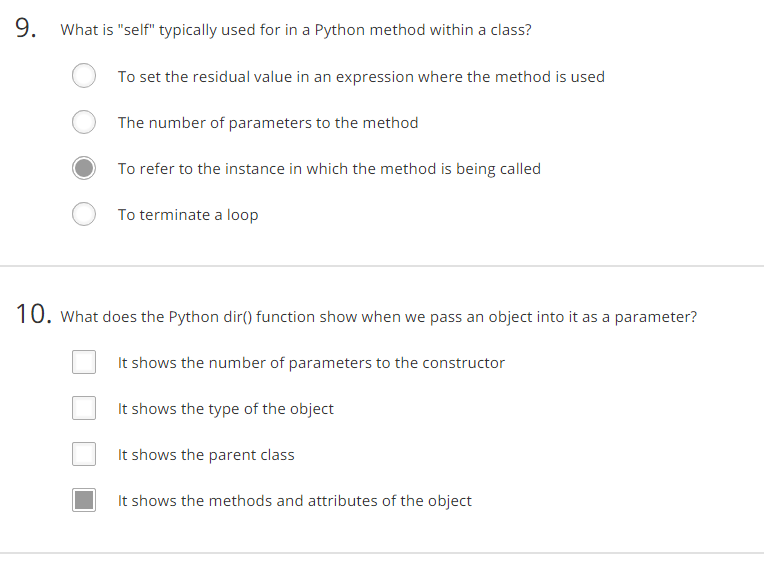 9. What is "self" typically used for in a Python method within a class?
To set the residual value in an expression where the method is used
The number of parameters to the method
To refer to the instance in which the method is being called
To terminate a loop
10. What does the Python dir() function show when we pass an object into it as a parameter?
It shows the number of parameters to the constructor
It shows the type of the object
It shows the parent class
It shows the methods and attributes of the object